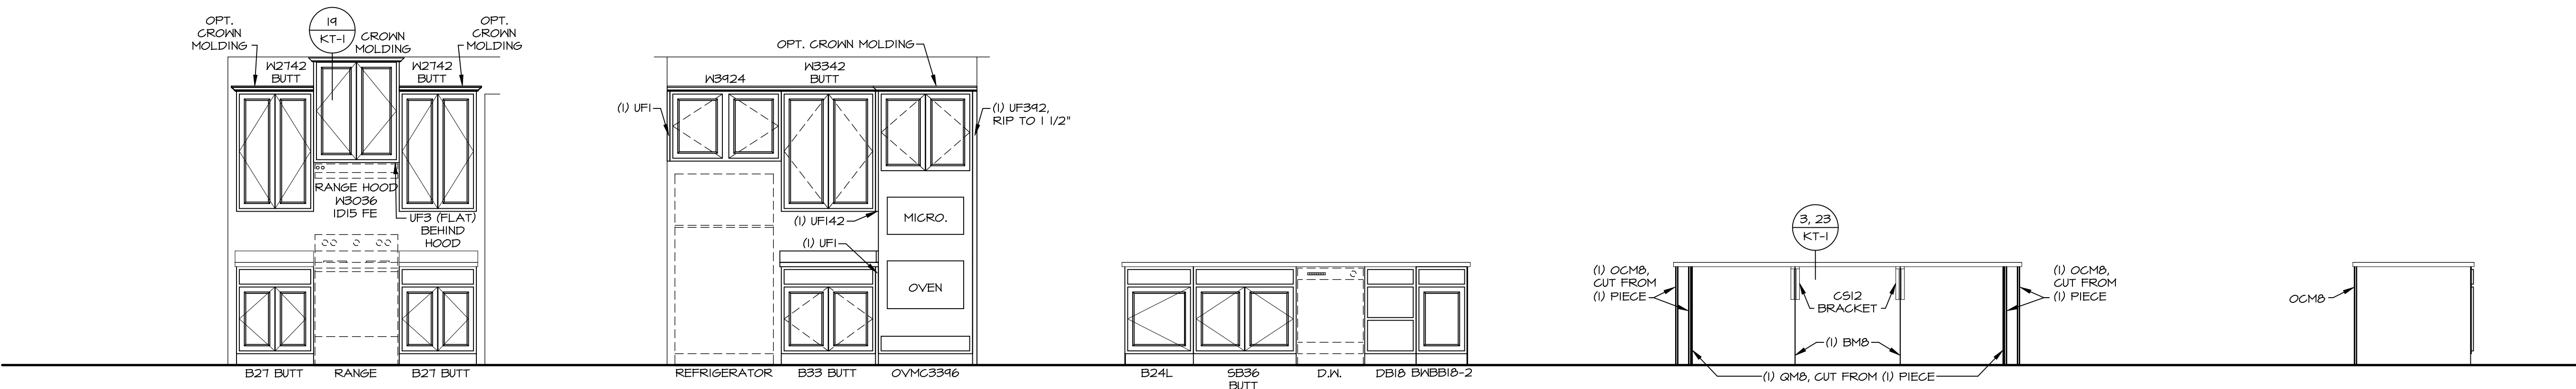 OPT.
CROWN
MOLDING
19
KT-1
CROWN
MOLDING
OPT.
CROWN
MOLDING
W2742
BUTT
W2742
BUTT
RANGE HOOD
W3036
1D15 FE
UF3 (FLAT)
BEHIND
HOOD
B27 BUTT
RANGE
B27 BUTT
OPT. CROWN MOLDING
W3924
W3342
BUTT
(1) UF1
(1) UF392,
RIP TO 1 1/2"
(1) UF142
(1) UF1
MICRO.
OVEN
REFRIGERATOR
B33 BUTT
OVMC3396
B24L
SB36
BUTT
D.W.
DB18
BWBB18-2
3, 23
KT-1
(1) OCM8,
CUT FROM
(1) PIECE
CS12
BRACKET
(1) OCM8,
CUT FROM
(1) PIECE
(1) BM8
(1) QM8, CUT FROM (1) PIECE
OCM8